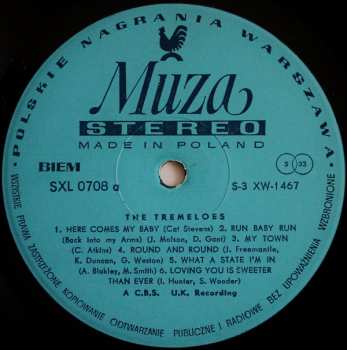 • POLSKIE NAGRANIA WARSZAWA •
Muza
STEREO
MADE IN POLAND
BIEM
S 33
SXL 0708 a
S-3 XW-1467
THE TREMELOES
1. HERE COMES MY BABY (Cat Stevens) 2. RUN BABY RUN
(Back into my Arms) (J. Melson, D. Gant) 3. MY TOWN
(C. Atkins) 4. ROUND AND ROUND (I. Freemantle,
K. Duncan, G. Weston) 5. WHAT A STATE I'M IN
(A. Blakley, M. Smith) 6. LOVING YOU IS SWEETER
THAN EVER (I. Hunter, S. Wonder)
A C.B.S. U.K. Recording
WSZYSTKIE PRAWA ZASTRZEŻONE. KOPIOWANIE ODTWARZANIE PUBLICZNE I RADIOWE BEZ UPOWAŻNIENIA WZBRONIONE